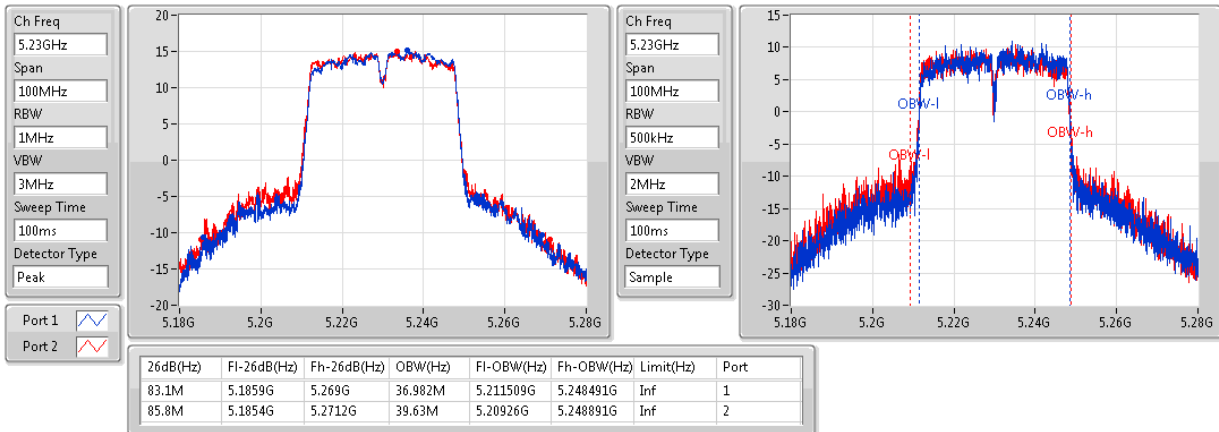 Ch Freq
5.23GHz
Span
100MHz
RBW
1MHz
VBW
3MHz
Sweep Time
100ms
Detector Type
Peak
Port 1
Port 2
20
15
10
5
0
-5
-10
-15
-20
5.18G 5.2G 5.22G 5.24G 5.26G 5.28G
Ch Freq
5.23GHz
Span
100MHz
RBW
500kHz
VBW
2MHz
Sweep Time
100ms
Detector Type
Sample
15
10
5
0
-5
-10
-15
-20
-25
-30
OBW-l OBW-h
OBW-l OBW-h
5.18G 5.2G 5.22G 5.24G 5.26G 5.28G
26dB(Hz) Fl-26dB(Hz) Fh-26dB(Hz) OBW(Hz) Fl-OBW(Hz) Fh-OBW(Hz) Limit(Hz) Port
83.1M 5.1859G 5.269G 36.982M 5.211509G 5.248491G Inf 1
85.8M 5.1854G 5.2712G 39.63M 5.20926G 5.248891G Inf 2